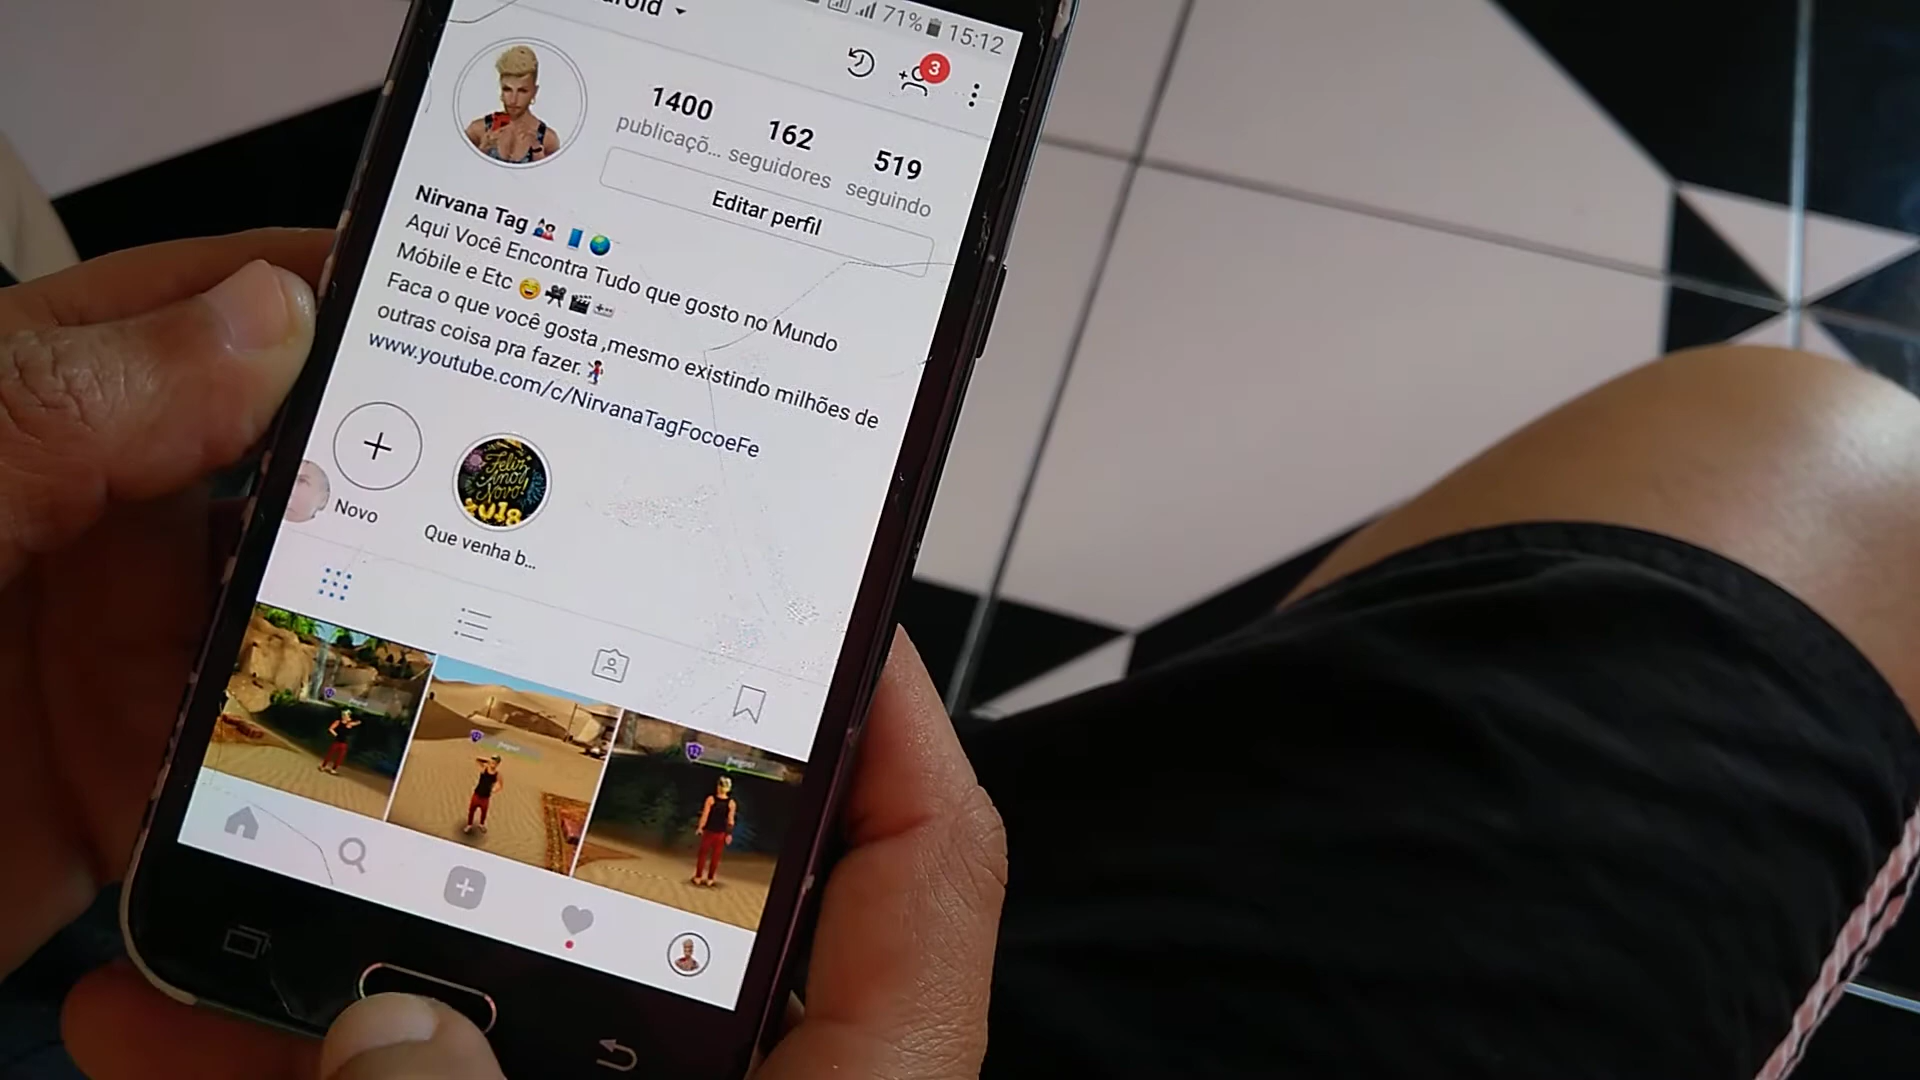 71% 15:12
3
1400 162 519
publicaçõ... seguidores seguindo
Editar perfil
Nirvana Tag
Aqui Você Encontra Tudo que gosto no Mundo
Móbile e Etc
Faca o que você gosta ,mesmo existindo milhões de
outras coisa pra fazer.
www.youtube.com/c/NirvanaTagFocoeFe
Feliz
Ano
Novo!
2018
Novo
Que venha b...